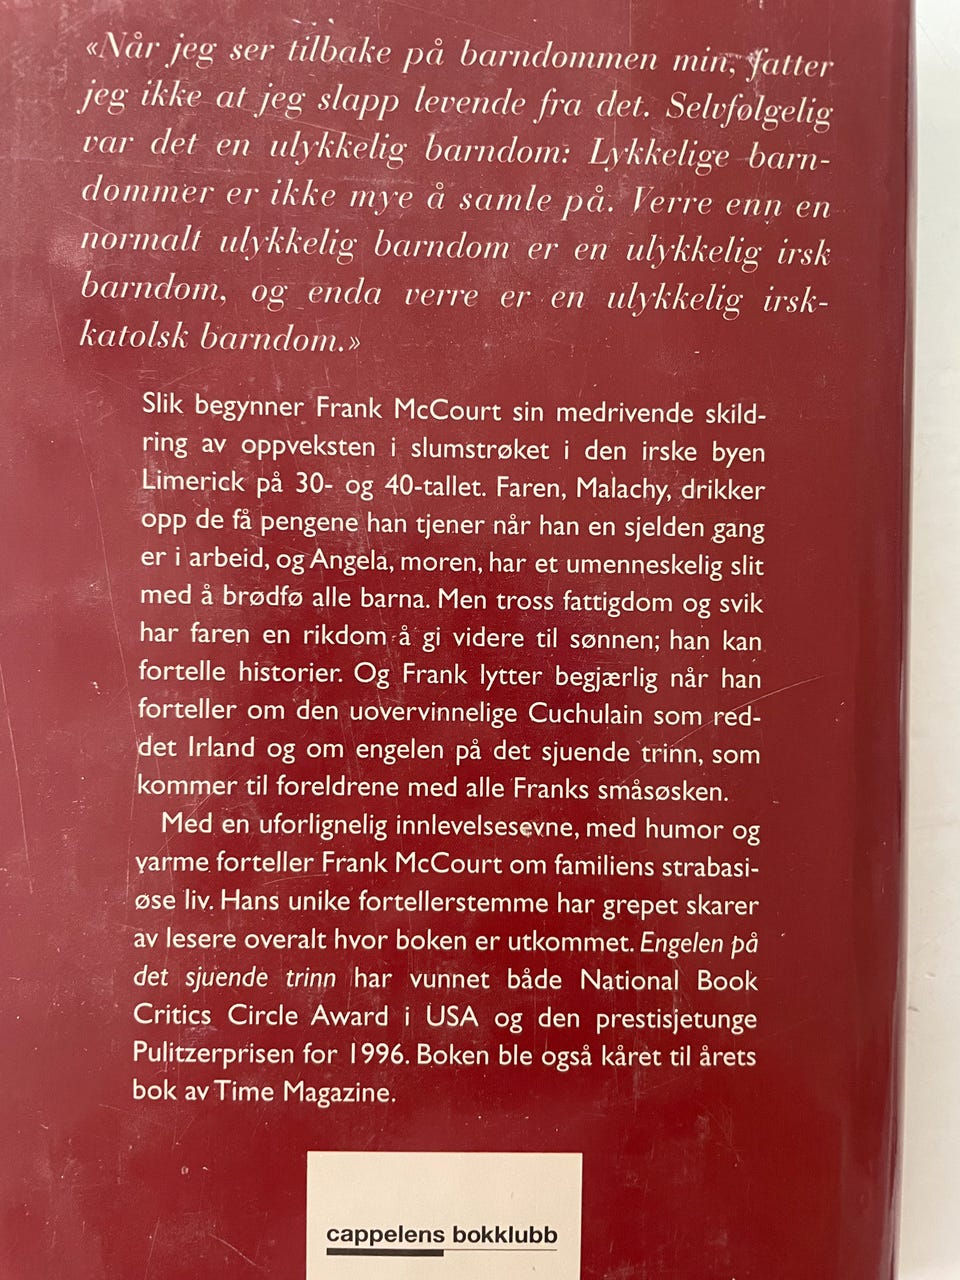 «Når jeg ser tilbake på barndommen min, fatter
jeg ikke at jeg slapp levende fra det. Selvfølgelig
var det en ulykkelig barndom: Lykkelige barn-
dommer er ikke mye å samle på. Verre enn en
normalt ulykkelig barndom er en ulykkelig irsk
barndom, og enda verre er en ulykkelig irsk-
katolsk barndom.»
Slik begynner Frank McCourt sin medrivende skild-
ring av oppveksten i slumstrøket i den irske byen
Limerick på 30- og 40-tallet. Faren, Malachy, drikker
opp de få pengene han tjener når han en sjelden gang
er i arbeid, og Angela, moren, har et umenneskelig slit
med å brødfø alle barna. Men tross fattigdom og svik
har faren en rikdom å gi videre til sønnen; han kan
fortelle historier. Og Frank lytter begjærlig når han
forteller om den uovervinnelige Cuchulain som red-
det Irland og om engelen på det sjuende trinn, som
kommer til foreldrene med alle Franks småsøsken.
Med en uforlignelig innlevelsesevne, med humor og
varme forteller Frank McCourt om familiens strabasi-
øse liv. Hans unike fortellerstemme har grepet skarer
av lesere overalt hvor boken er utkommet. Engelen på
det sjuende trinn har vunnet både National Book
Critics Circle Award i USA og den prestisjetunge
Pulitzerprisen for 1996. Boken ble også kåret til årets
bok av Time Magazine.
cappelens bokklubb